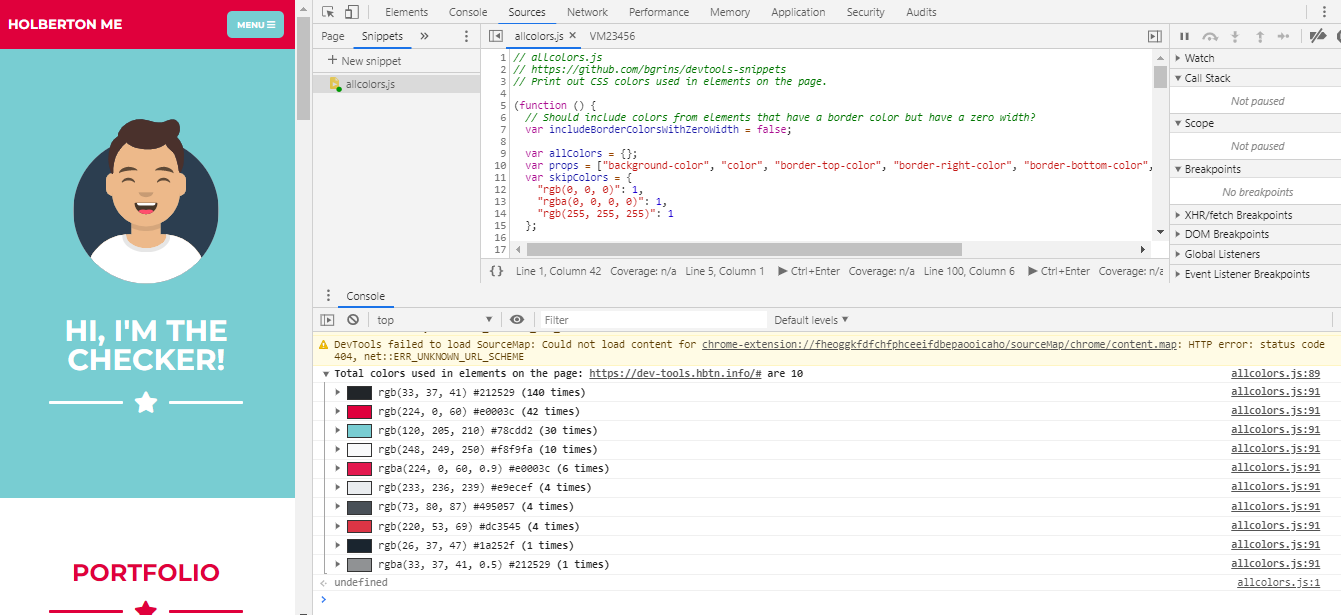 HOLBERTON ME
MENU
HI, I'M THE
CHECKER!
PORTFOLIO
Elements Console Sources Network Performance Memory Application Security Audits
Page Snippets »
+ New snippet
allcolors.js
allcolors.js × VM23456
1 // allcolors.js
2 // https://github.com/bgrins/devtools-snippets
3 // Print out CSS colors used in elements on the page.
4
5 (function () {
6 // Should include colors from elements that have a border color but have a zero width?
7 var includeBorderColorsWithZeroWidth = false;
8
9 var allColors = {};
10 var props = ["background-color", "color", "border-top-color", "border-right-color", "border-bottom-color",
11 var skipColors = {
12 "rgb(0, 0, 0)": 1,
13 "rgba(0, 0, 0, 0)": 1,
14 "rgb(255, 255, 255)": 1
15 };
16
17
{} Line 1, Column 42 Coverage: n/a Line 5, Column 1 ▶ Ctrl+Enter Coverage: n/a Line 100, Column 6 ▶ Ctrl+Enter Coverage: n/a
Watch
Call Stack
Not paused
Scope
Not paused
Breakpoints
No breakpoints
XHR/fetch Breakpoints
DOM Breakpoints
Global Listeners
Event Listener Breakpoints
Console
top Filter Default levels ▼
DevTools failed to load SourceMap: Could not load content for chrome-extension://fheoggkfdfchfphceeifdbepaooicaho/sourceMap/chrome/content.map: HTTP error: status code
404, net::ERR_UNKNOWN_URL_SCHEME
Total colors used in elements on the page: https://dev-tools.hbtn.info/# are 10 allcolors.js:89
rgb(33, 37, 41) #212529 (140 times) allcolors.js:91
rgb(224, 0, 60) #e0003c (42 times) allcolors.js:91
rgb(120, 205, 210) #78cdd2 (30 times) allcolors.js:91
rgb(248, 249, 250) #f8f9fa (10 times) allcolors.js:91
rgba(224, 0, 60, 0.9) #e0003c (6 times) allcolors.js:91
rgb(233, 236, 239) #e9ecef (4 times) allcolors.js:91
rgb(73, 80, 87) #495057 (4 times) allcolors.js:91
rgb(220, 53, 69) #dc3545 (4 times) allcolors.js:91
rgb(26, 37, 47) #1a252f (1 times) allcolors.js:91
rgba(33, 37, 41, 0.5) #212529 (1 times) allcolors.js:91
undefined allcolors.js:1